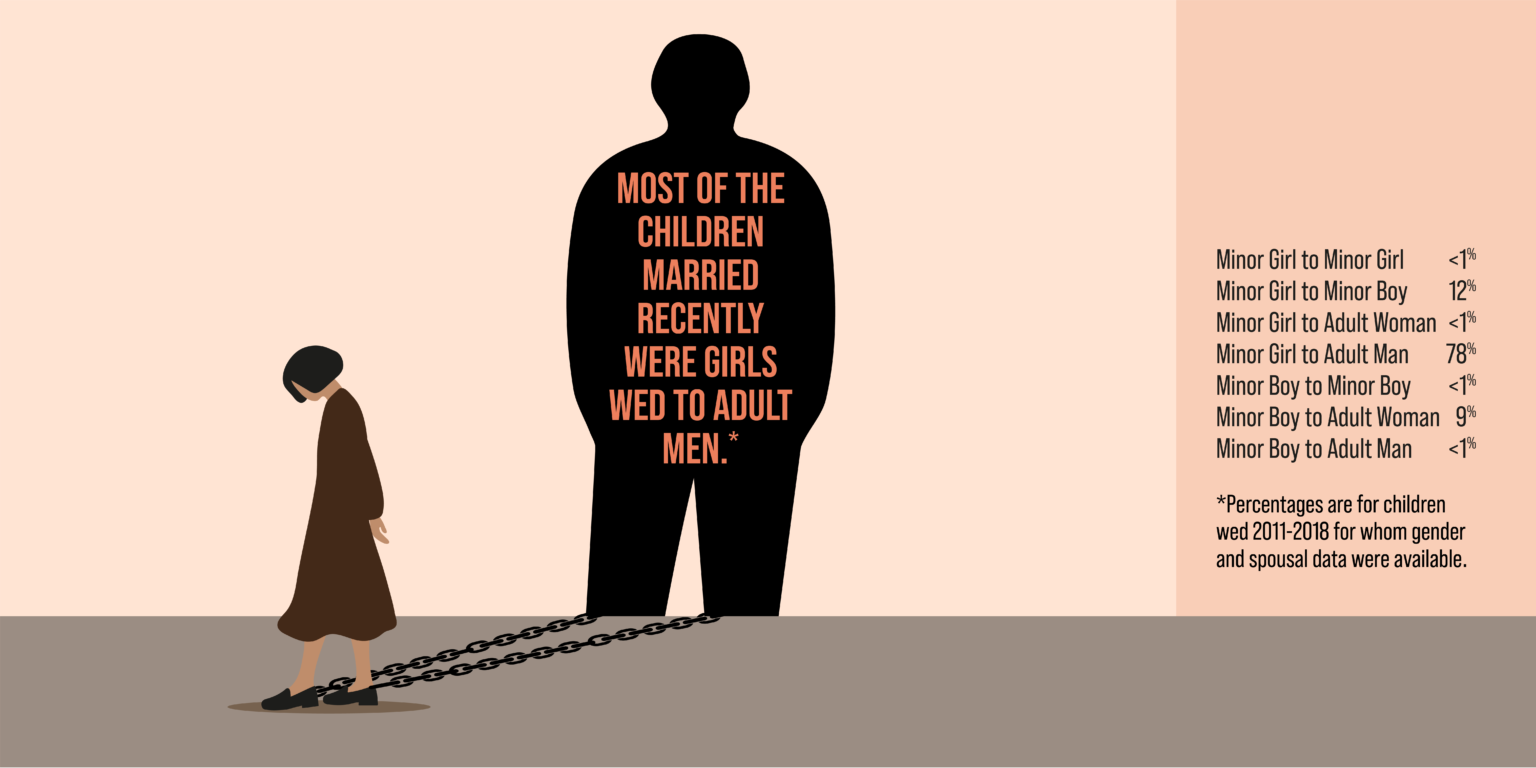 MOST OF THE
CHILDREN
MARRIED
RECENTLY
WERE GIRLS
WED TO ADULT
MEN.*
Minor Girl to Minor Girl <1%
Minor Girl to Minor Boy 12%
Minor Girl to Adult Woman <1%
Minor Girl to Adult Man 78%
Minor Boy to Minor Boy <1%
Minor Boy to Adult Woman 9%
Minor Boy to Adult Man <1%
*Percentages are for children
wed 2011-2018 for whom gender
and spousal data were available.